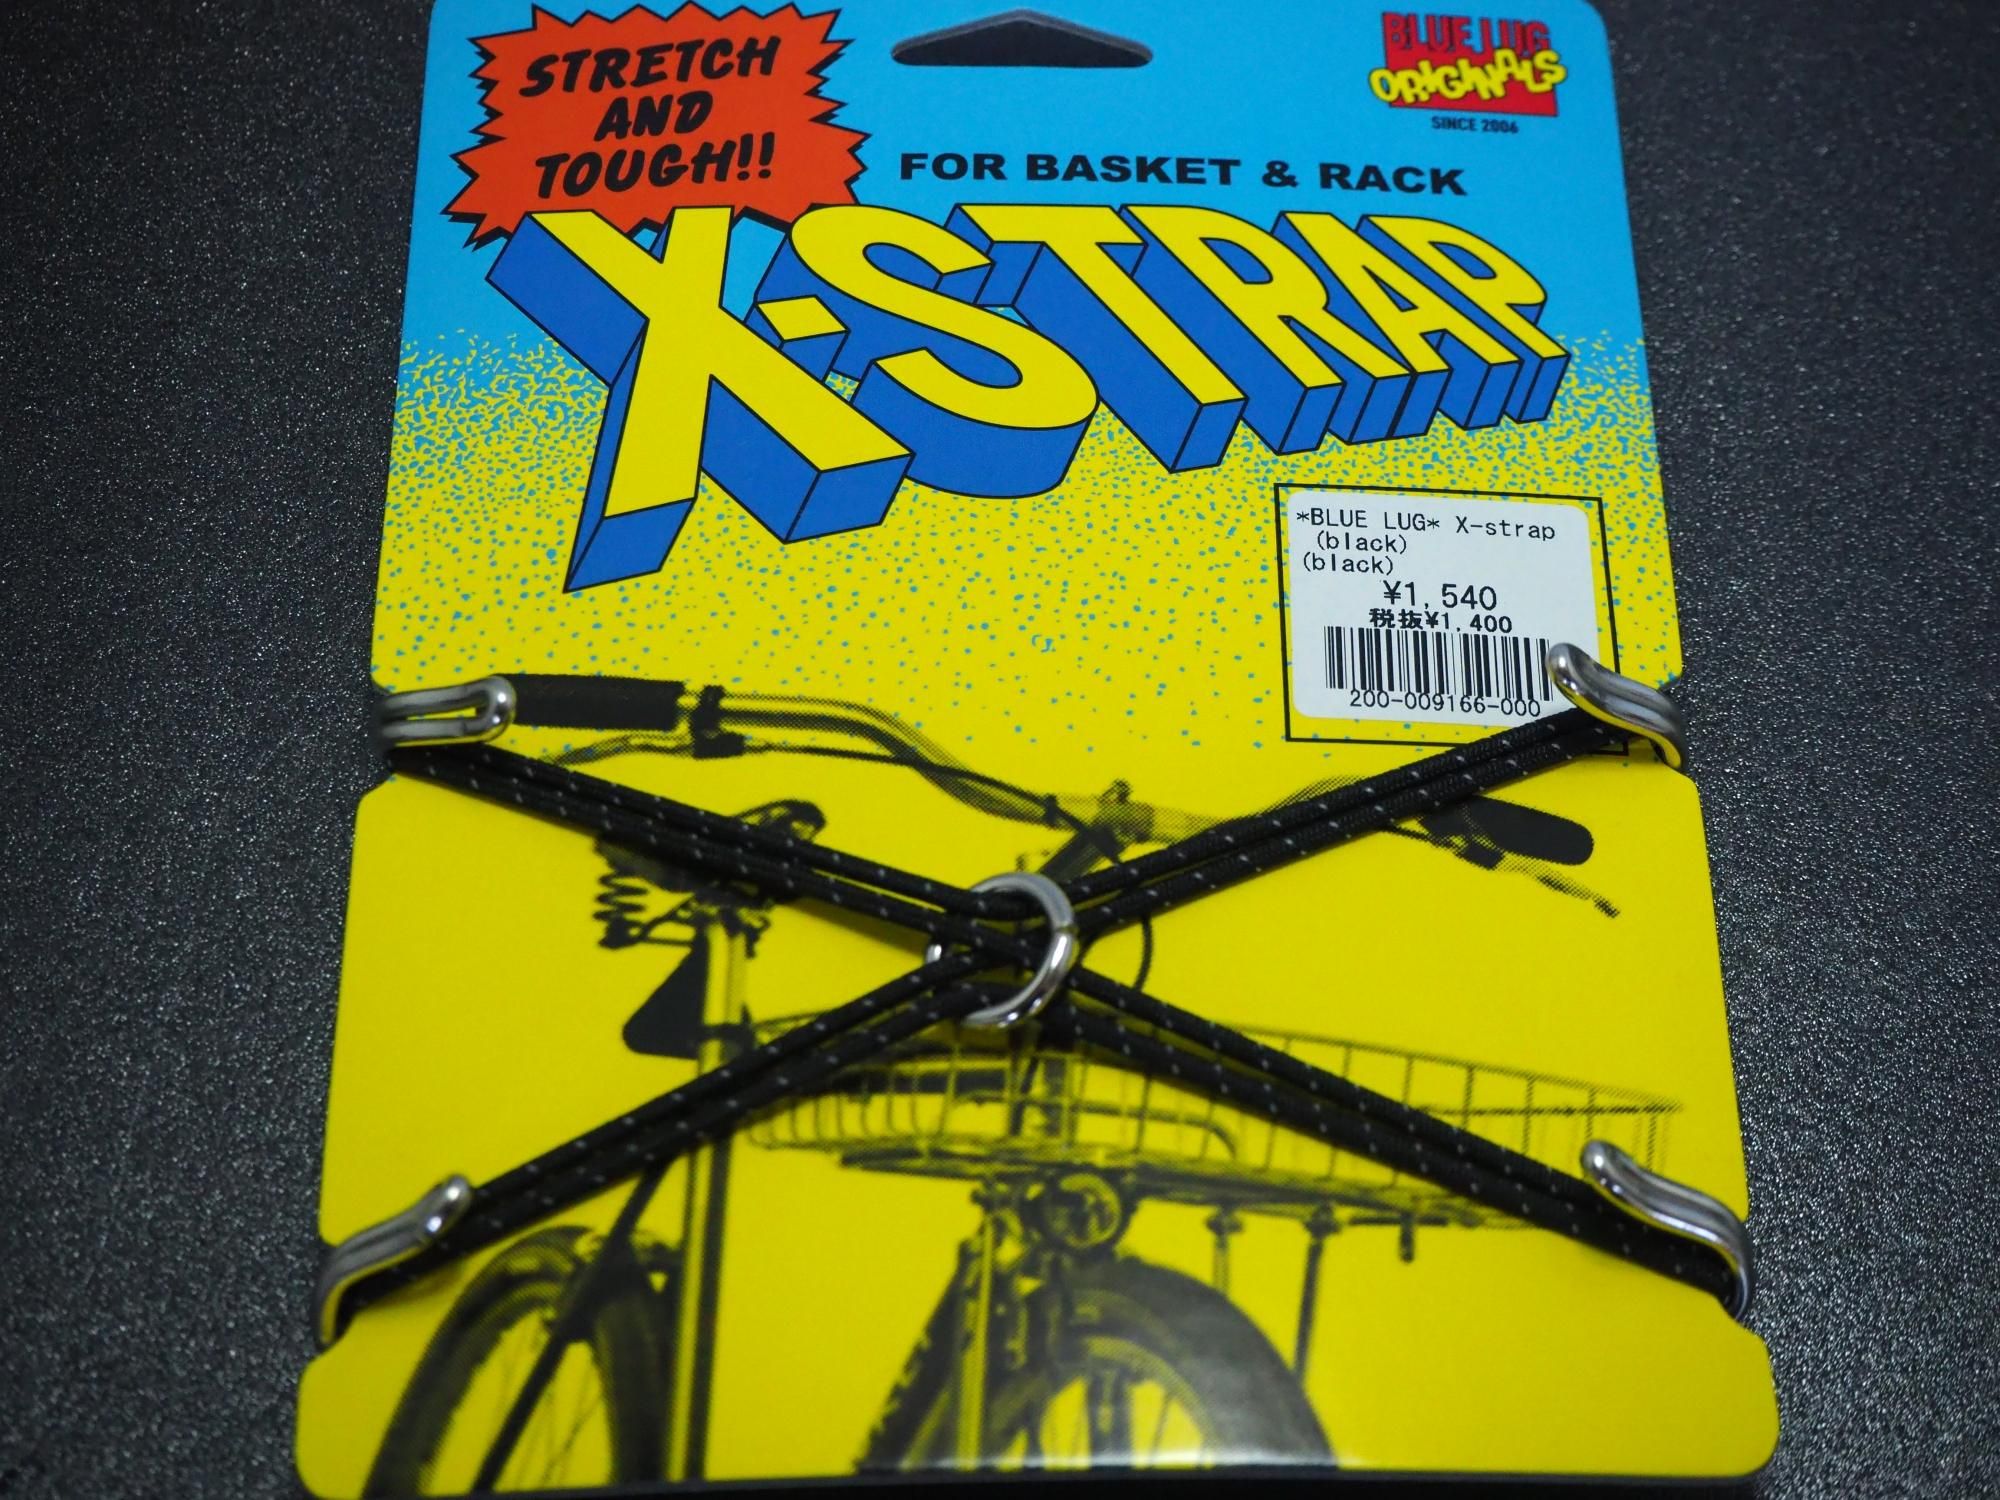 STRETCH
AND
TOUGH!!
BLUE LUG
ORIGINALS
SINCE 2006
FOR BASKET & RACK
X-STRAP
*BLUE LUG* X-strap
(black)
(black)
¥1,540
税抜¥1,400
200-009166-000